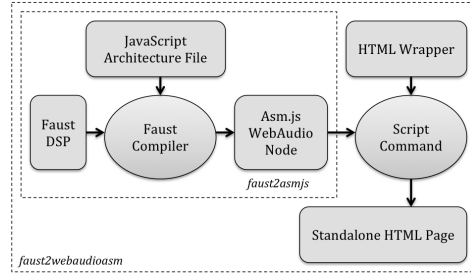 JavaScript
Architecture File
HTML Wrapper
Faust
DSP
Faust
Compiler
Asm.js
WebAudio
Node
Script
Command
faust2asmjs
Standalone HTML Page
faust2webaudioasm